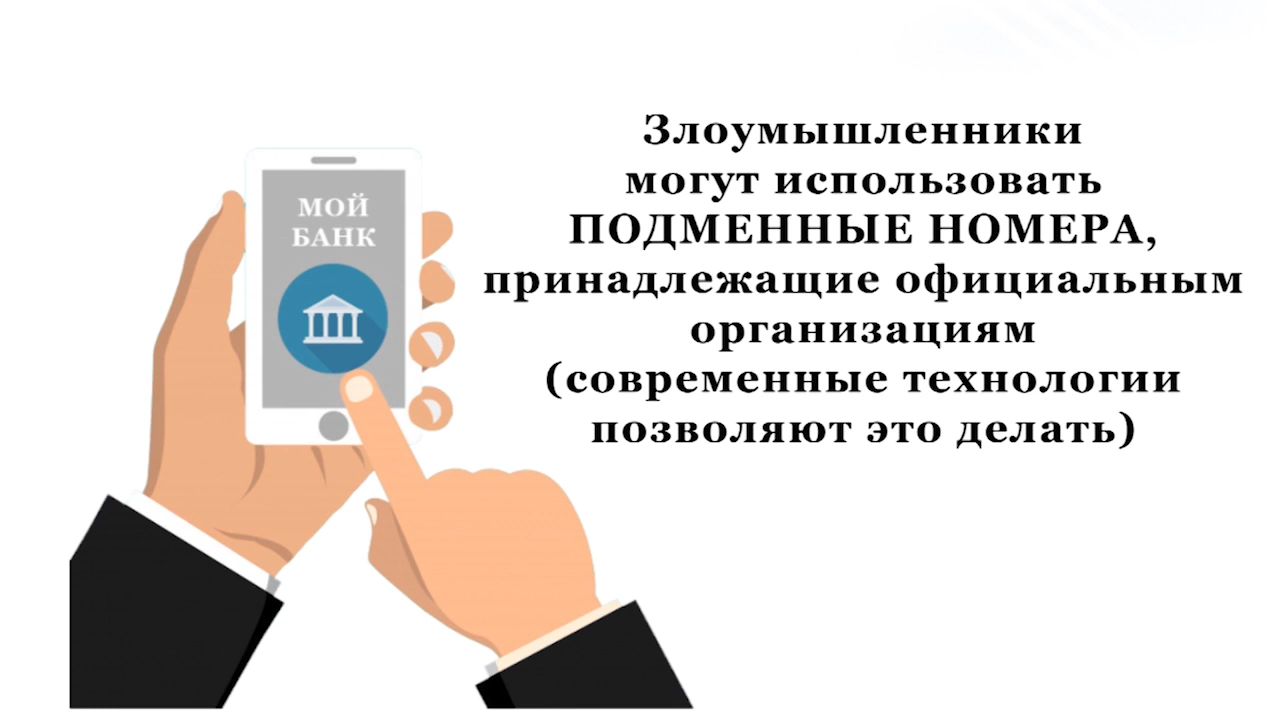 МОЙ
БАНК
Злоумышленники
могут использовать
ПОДМЕННЫЕ НОМЕРА,
принадлежащие официальным
организациям
(современные технологии
позволяют это делать)